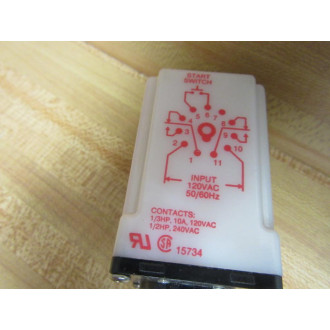 START
SWITCH
5 6 7
4 8
3 9
2 10
1 11
INPUT
120VAC
50/60Hz
CONTACTS:
1/3HP, 10A, 120VAC
1/2HP, 240VAC
15734